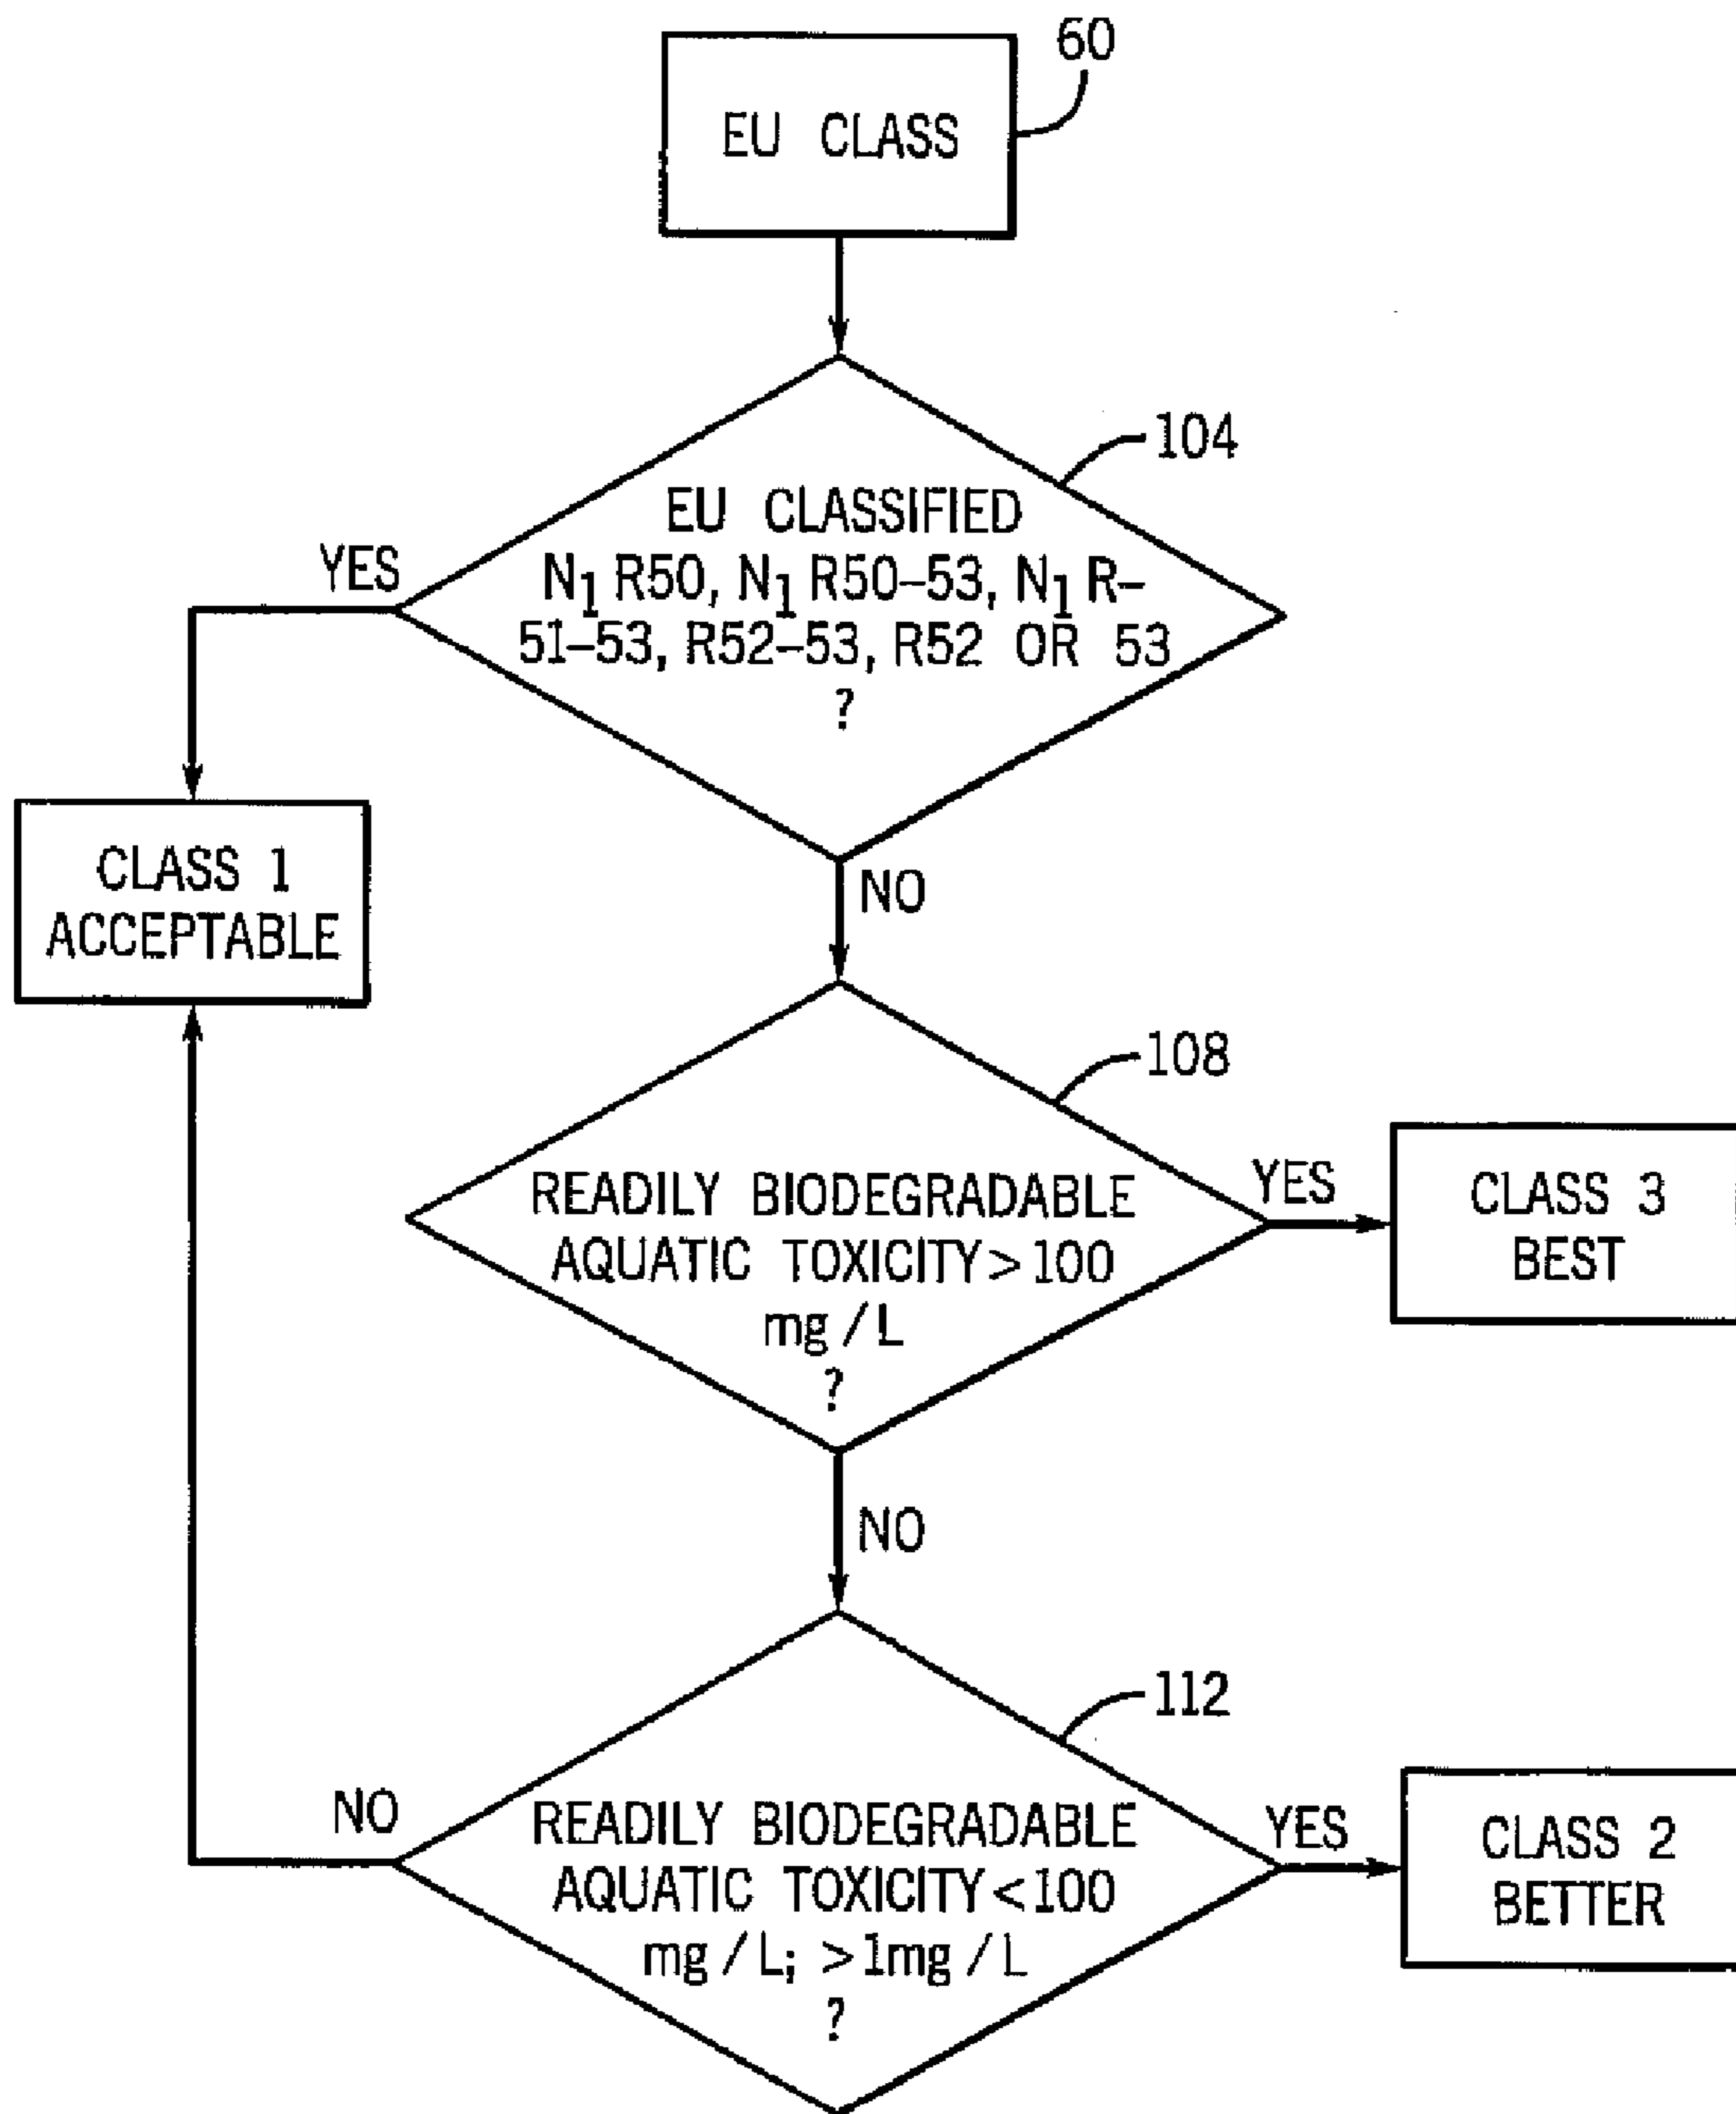 60
EU CLASS
104
EU CLASSIFIED
N1 R50, N1 R50–53, N1 R–
51–53, R52–53, R52 OR 53
?
YES
CLASS 1
ACCEPTABLE
NO
108
READILY BIODEGRADABLE
AQUATIC TOXICITY > 100
mg / L
?
YES
CLASS 3
BEST
NO
112
READILY BIODEGRADABLE
AQUATIC TOXICITY < 100
mg / L; > 1mg / L
?
NO
YES
CLASS 2
BETTER